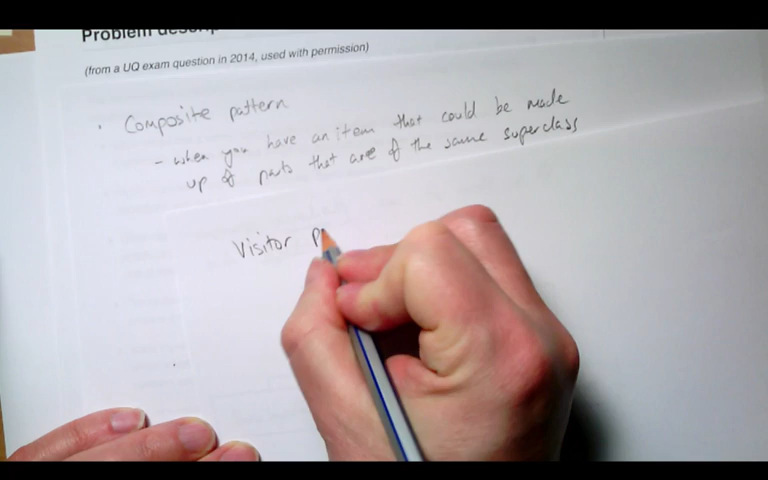 Problem descrip
(from a UQ exam question in 2014, used with permission)
• Composite pattern
- when you have an item that could be made
up of parts that are of the same superclass
Visitor P